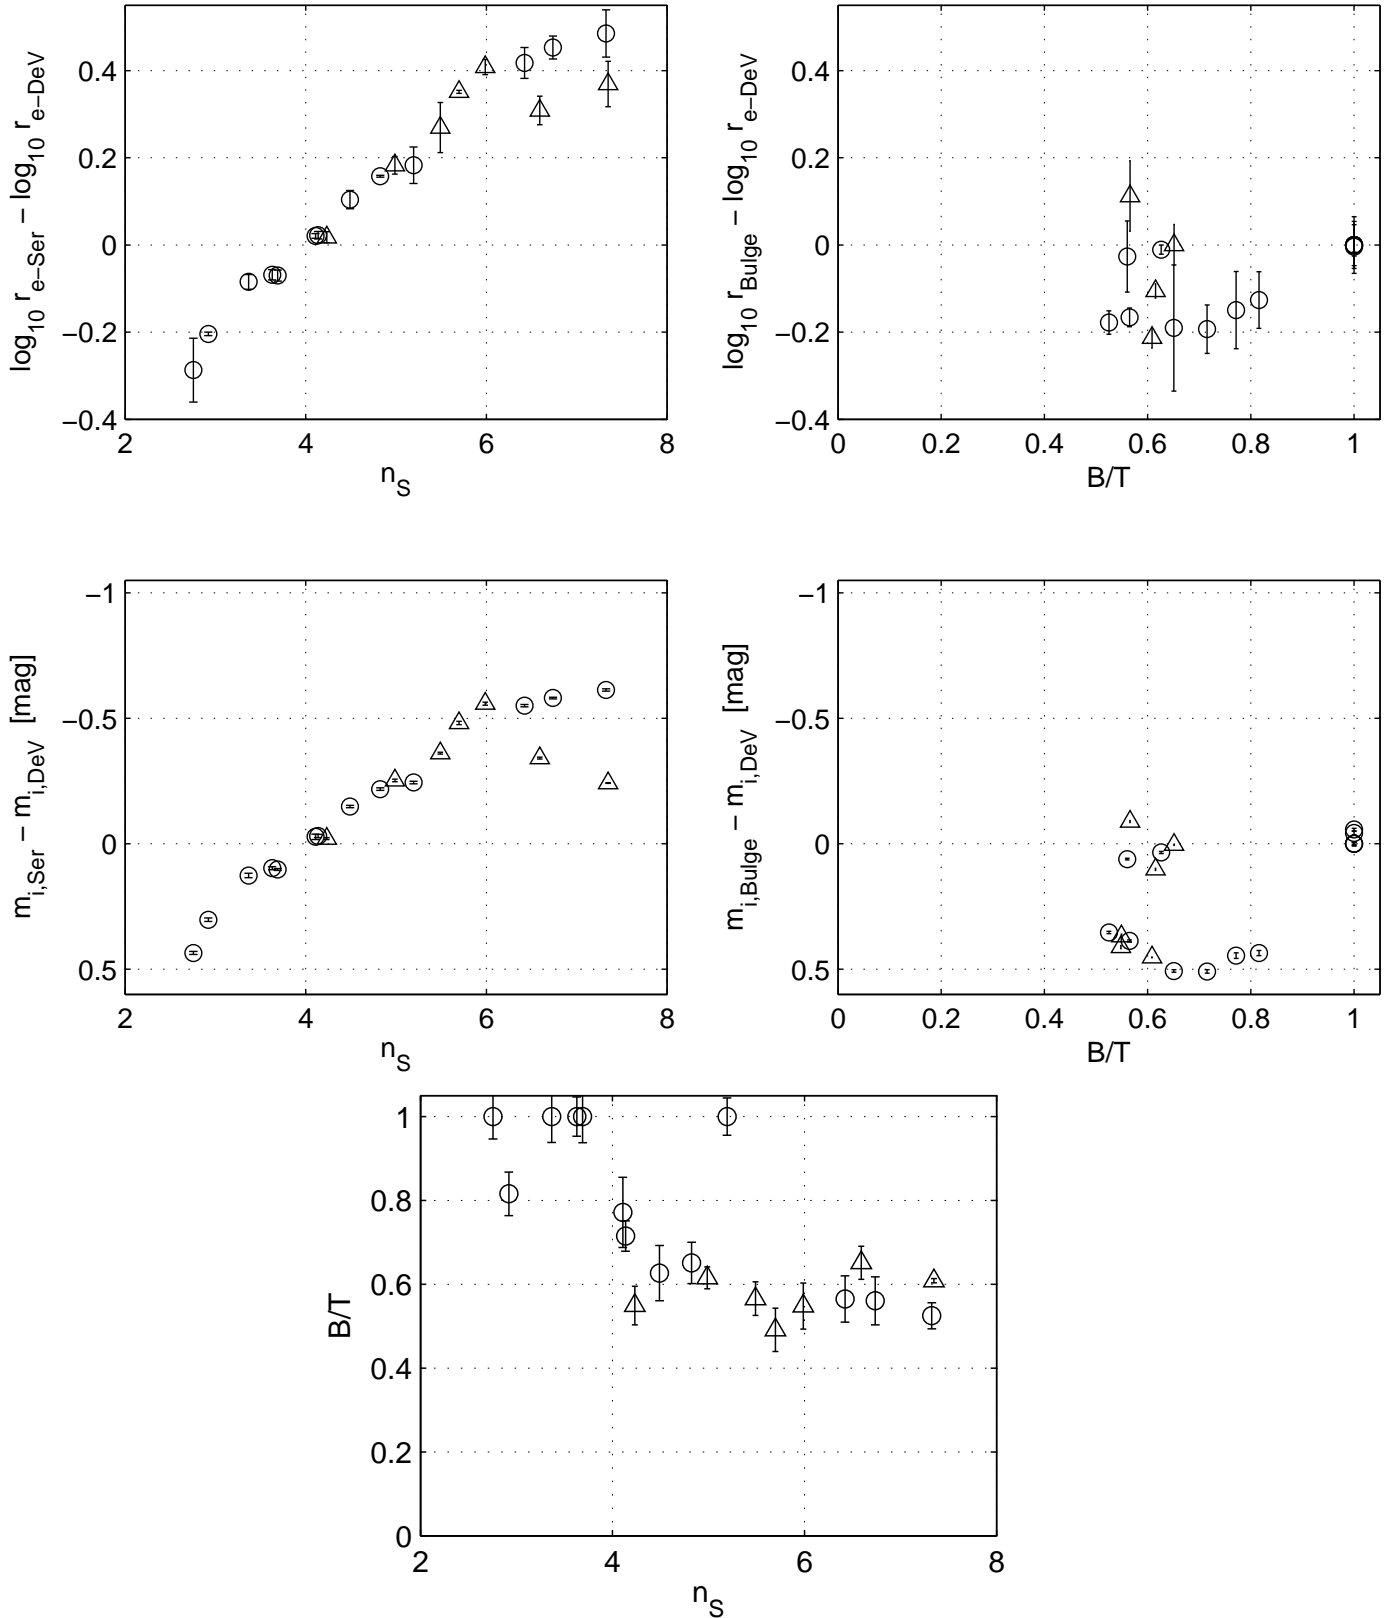 0.4
0.2
0
−0.2
−0.4
2 4 6 8
n_S
log10 r_e−Ser − log10 r_e−DeV
0.4
0.2
0
−0.2
−0.4
0 0.2 0.4 0.6 0.8 1
B/T
log10 r_Bulge − log10 r_e−DeV
−1
−0.5
0
0.5
2 4 6 8
n_S
m_i,Ser − m_i,DeV [mag]
−1
−0.5
0
0.5
0 0.2 0.4 0.6 0.8 1
B/T
m_i,Bulge − m_i,DeV [mag]
1
0.8
0.6
0.4
0.2
0
2 4 6 8
n_S
B/T